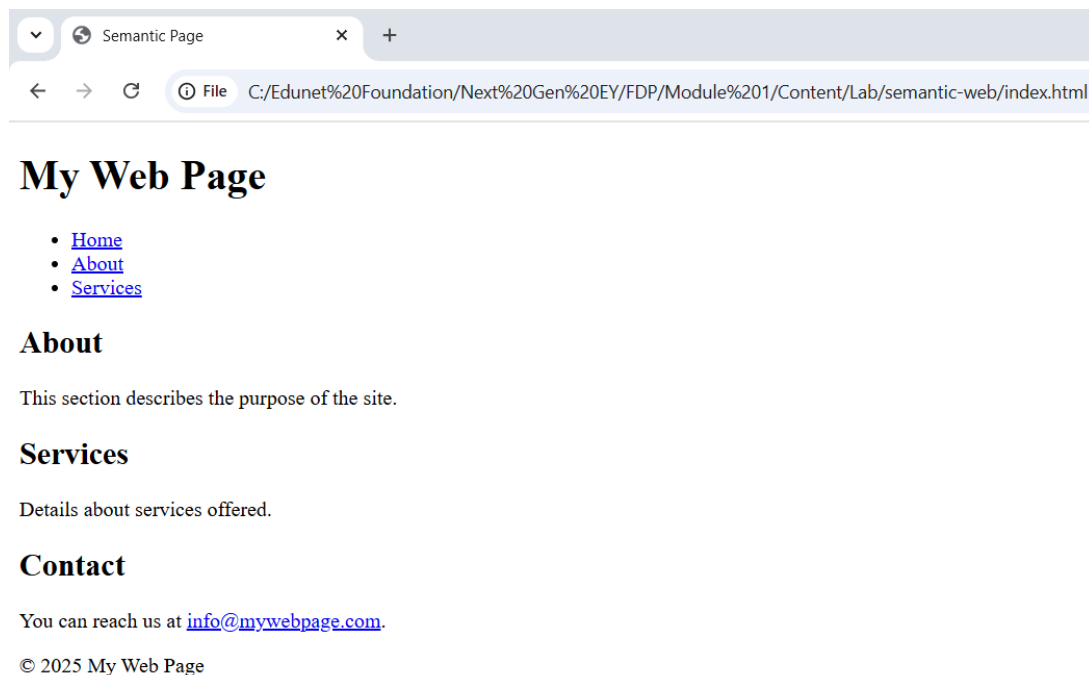 Semantic Page
File C:/Edunet%20Foundation/Next%20Gen%20EY/FDP/Module%201/Content/Lab/semantic-web/index.html
My Web Page
Home
About
Services
About
This section describes the purpose of the site.
Services
Details about services offered.
Contact
You can reach us at info@mywebpage.com.
© 2025 My Web Page